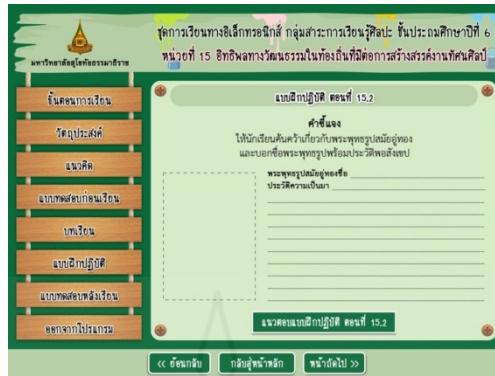 ชุดการเรียนทางอิเล็กทรอนิกส์ กลุ่มสาระการเรียนรู้ศิลปะ ชั้นประถมศึกษาปีที่ 6
หน่วยที่ 15 อิทธิพลทางวัฒนธรรมในท้องถิ่นที่มีต่อการสร้างสรรค์งานทัศนศิลป์
มหาวิทยาลัยสุโขทัยธรรมาธิราช
ขั้นตอนการเรียน
วัตถุประสงค์
แนวคิด
แบบทดสอบก่อนเรียน
บทเรียน
แบบฝึกปฏิบัติ
แบบทดสอบหลังเรียน
ออกจากโปรแกรม
แบบฝึกปฏิบัติ ตอนที่ 15.2
คำชี้แจง
ให้นักเรียนค้นคว้าเกี่ยวกับพระพุทธรูปสมัยอู่ทอง
และบอกชื่อพระพุทธรูปพร้อมประวัติพอสังเขป
พระพุทธรูปสมัยอู่ทองชื่อ
ประวัติความเป็นมา
แนวตอบแบบฝึกปฏิบัติ ตอนที่ 15.2
<< ย้อนกลับ
กลับสู่หน้าหลัก
หน้าถัดไป >>